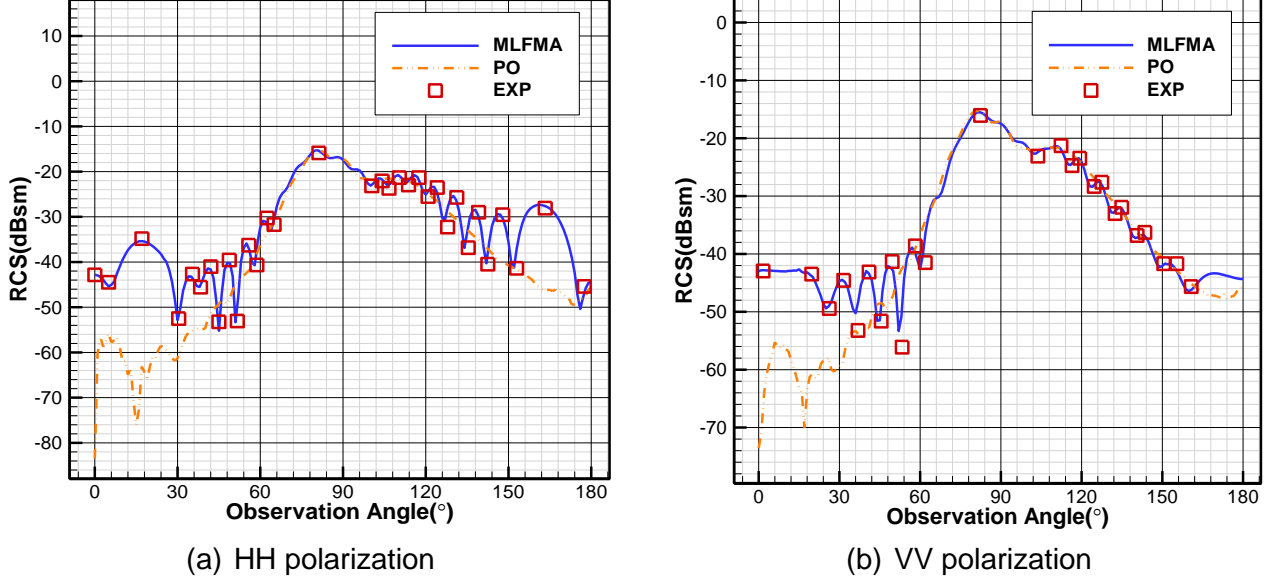 10
0
-10
-20
-30
-40
-50
-60
-70
-80
RCS(dBsm)
0 30 60 90 120 150 180
Observation Angle(°)
MLFMA
PO
EXP
(a) HH polarization
0
-10
-20
-30
-40
-50
-60
-70
RCS(dBsm)
0 30 60 90 120 150 180
Observation Angle(°)
MLFMA
PO
EXP
(b) VV polarization